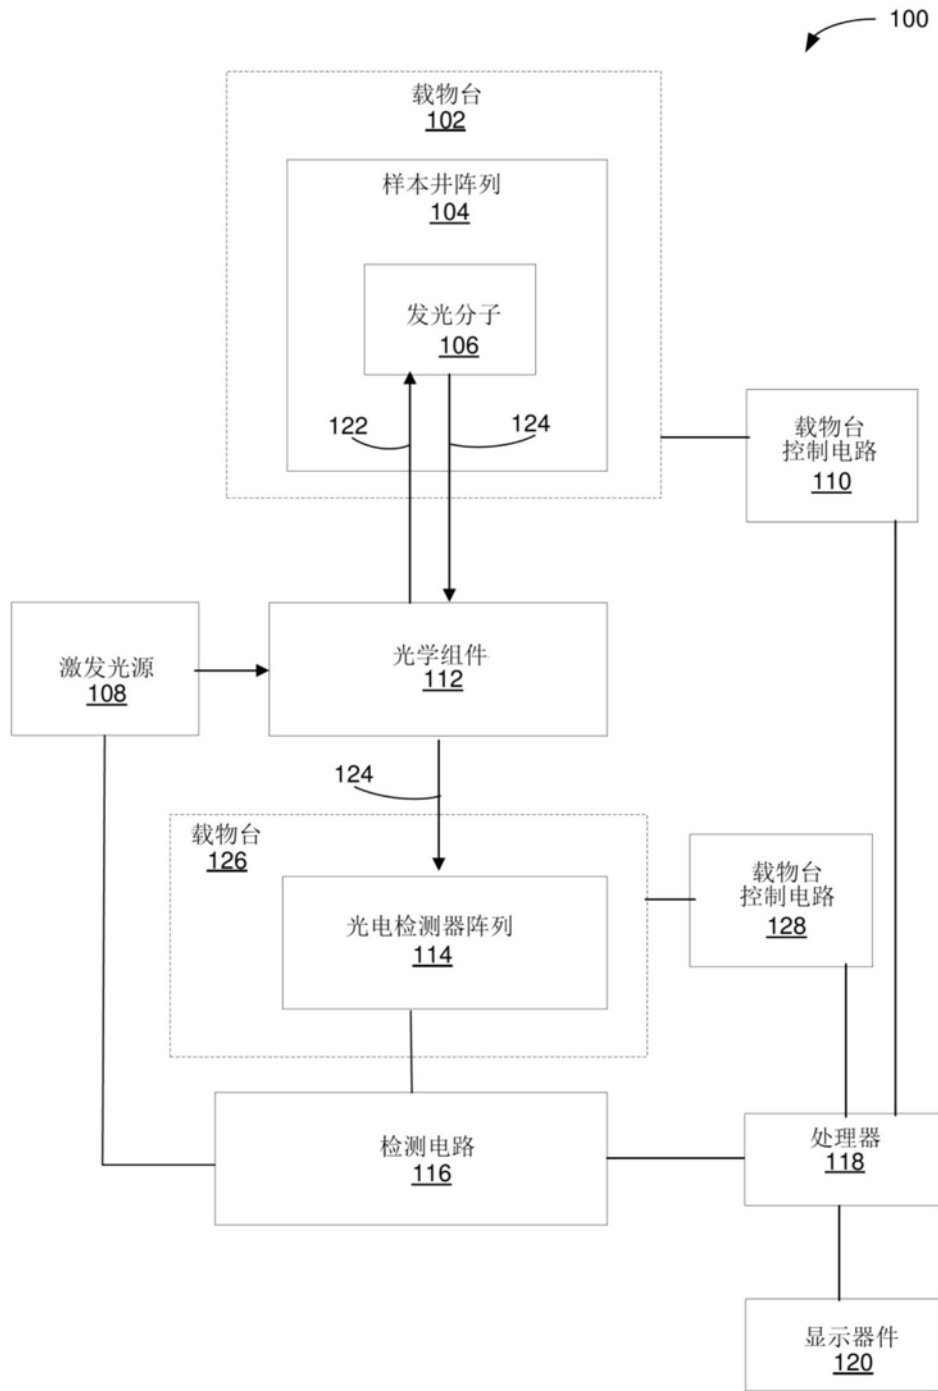 100
载物台
102
样本井阵列
104
发光分子
106
122
124
载物台
控制电路
110
激发光源
108
光学组件
112
124
载物台
126
光电检测器阵列
114
载物台
控制电路
128
检测电路
116
处理器
118
显示器件
120